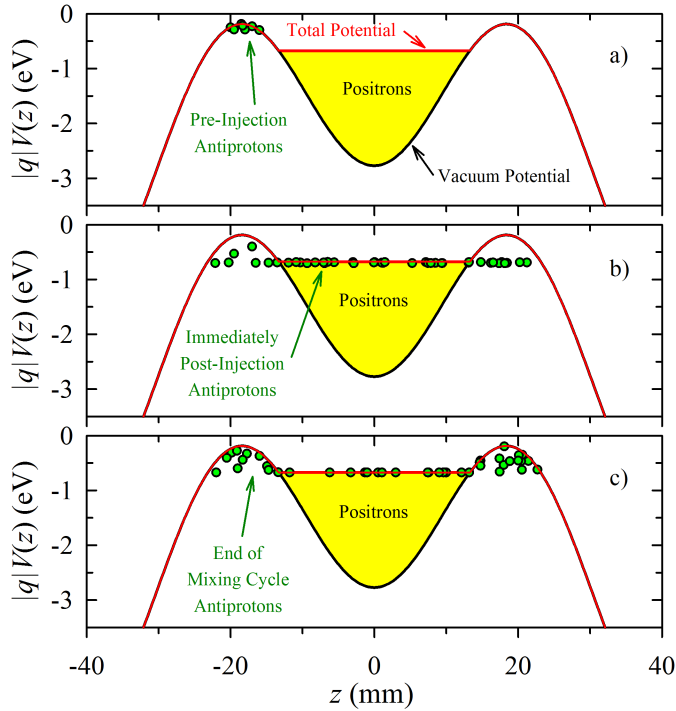 0
Total Potential
a)
-1
Positrons
Pre-Injection
Antiprotons
-2
Vacuum Potential
-3
|q|V(z) (eV)
0
b)
-1
Positrons
Immediately
Post-Injection
Antiprotons
-2
-3
|q|V(z) (eV)
0
c)
-1
Positrons
End of
Mixing Cycle
Antiprotons
-2
-3
|q|V(z) (eV)
-40 -20 0 20 40
z (mm)